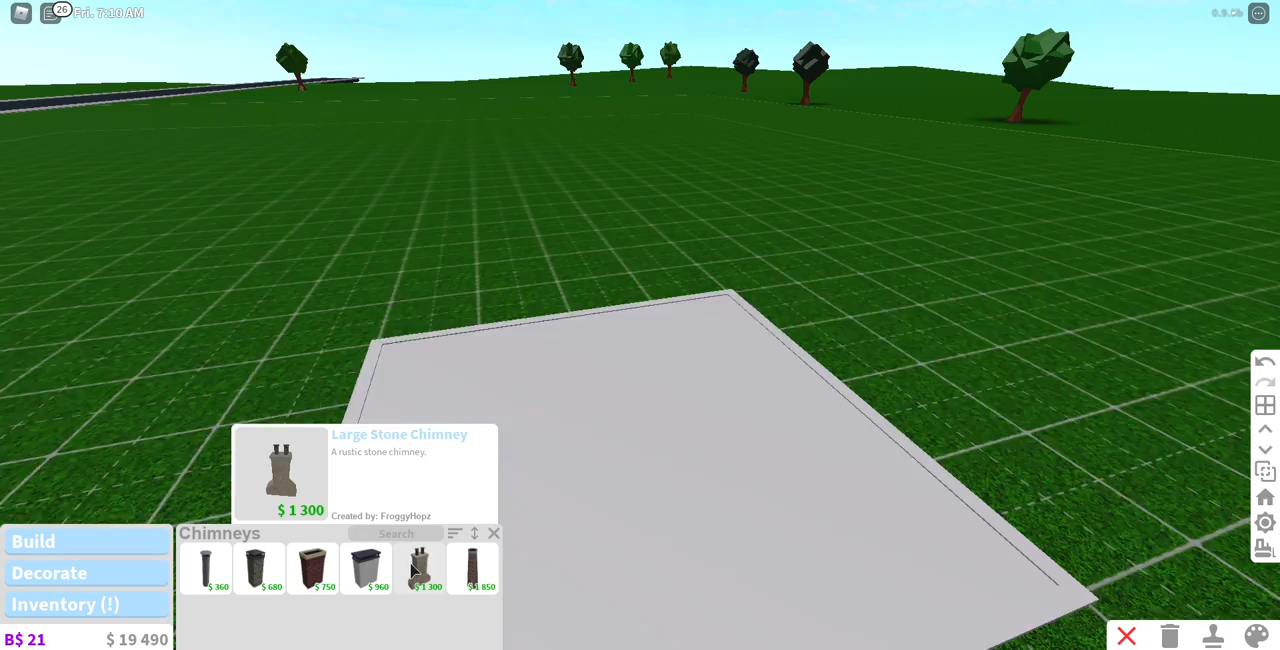 26
Fri. 7:10 AM
Large Stone Chimney
A rustic stone chimney.
$ 1 300
Created by: FroggyHopz
Build
Decorate
Inventory (!)
B$ 21
$ 19 490
Chimneys
Search
$ 360
$ 680
$ 750
$ 960
$ 1 300
$ 1 850